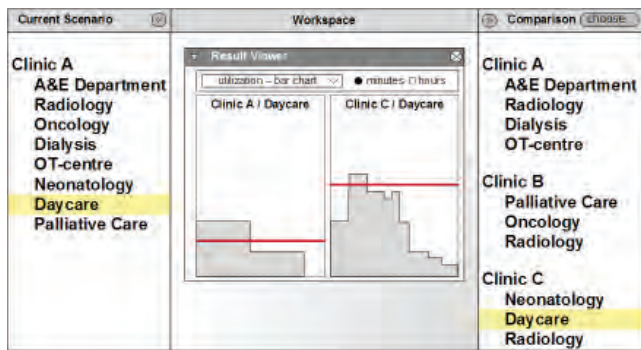 Current Scenario
Workspace
Comparison choose
Result Viewer
utilization – bar chart
minutes hours
Clinic A / Daycare
Clinic C / Daycare
Clinic A
A&E Department
Radiology
Oncology
Dialysis
OT-centre
Neonatology
Daycare
Palliative Care
Clinic A
A&E Department
Radiology
Dialysis
OT-centre
Clinic B
Palliative Care
Oncology
Radiology
Clinic C
Neonatology
Daycare
Radiology